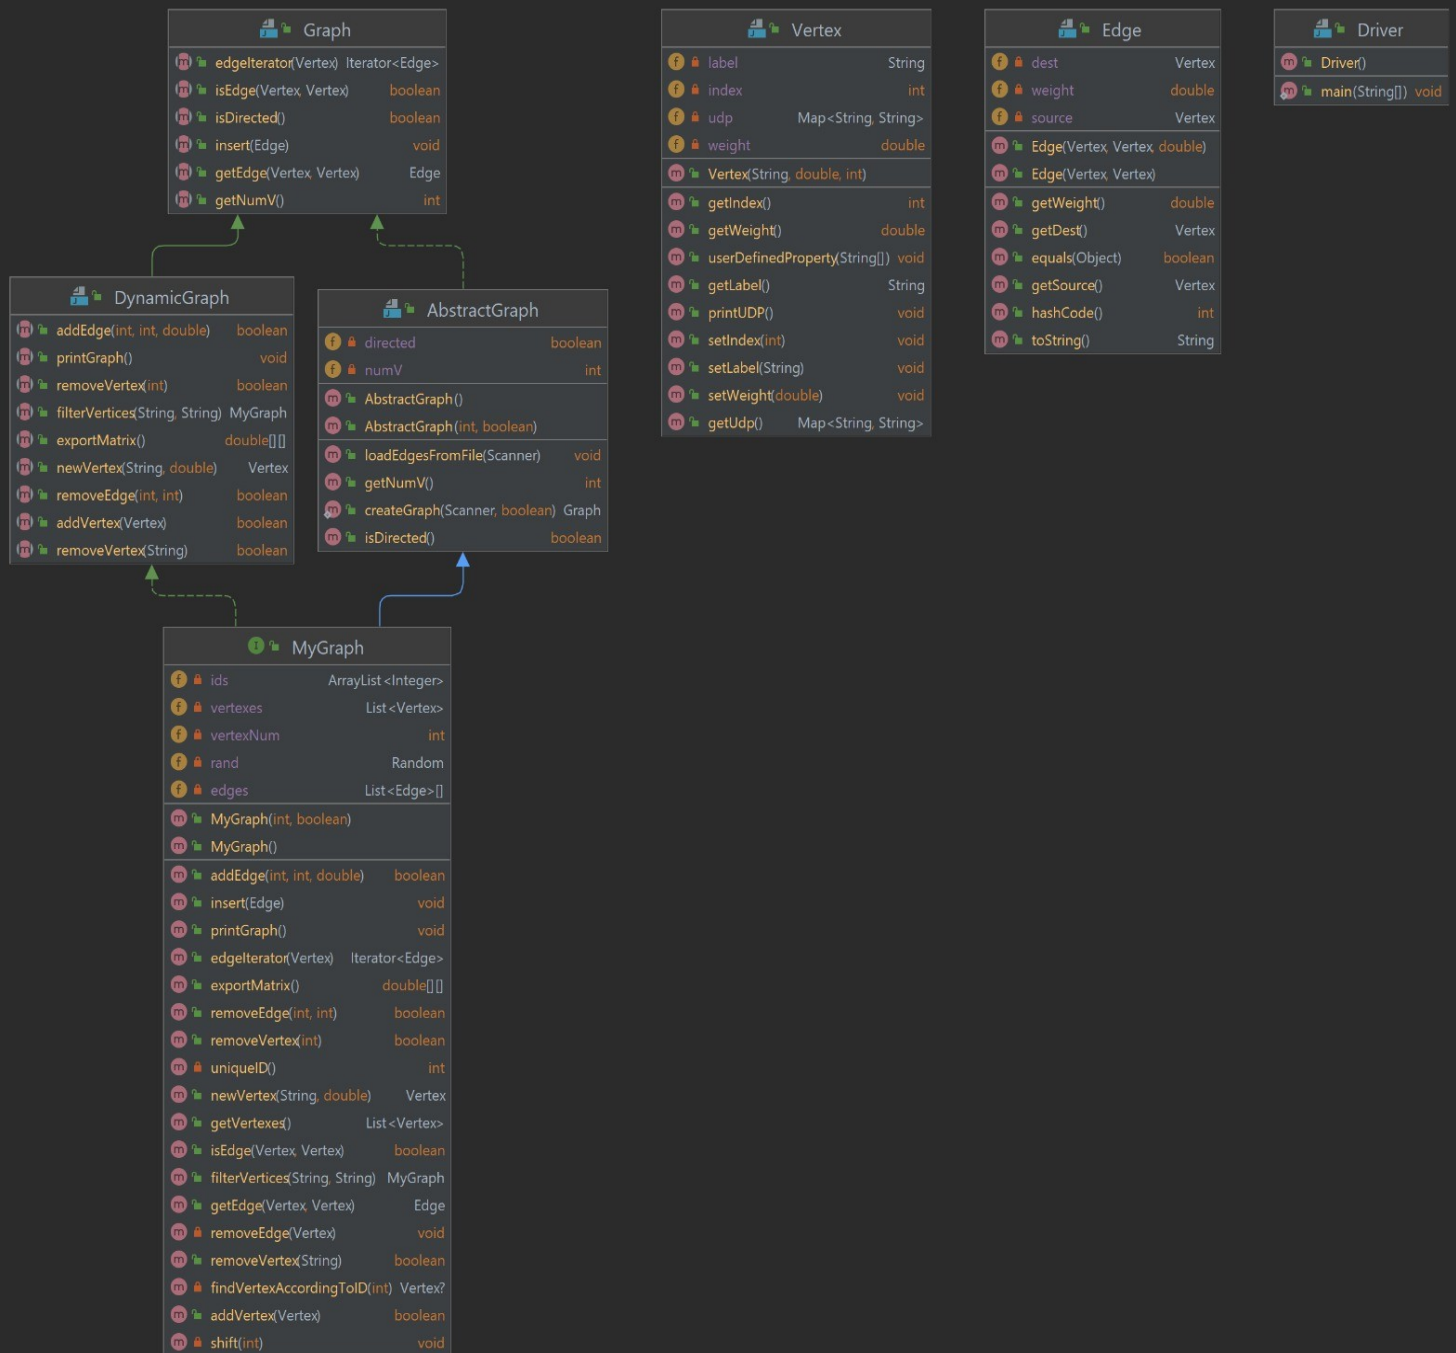 Graph
edgeIterator(Vertex) Iterator<Edge>
isEdge(Vertex, Vertex) boolean
isDirected() boolean
insert(Edge) void
getEdge(Vertex, Vertex) Edge
getNumV() int
DynamicGraph
addEdge(int, int, double) boolean
printGraph() void
removeVertex(int) boolean
filterVertices(String, String) MyGraph
exportMatrix() double[][]
newVertex(String, double) Vertex
removeEdge(int, int) boolean
addVertex(Vertex) boolean
removeVertex(String) boolean
AbstractGraph
directed boolean
numV int
AbstractGraph()
AbstractGraph(int, boolean)
loadEdgesFromFile(Scanner) void
getNumV() int
createGraph(Scanner, boolean) Graph
isDirected() boolean
MyGraph
ids ArrayList<Integer>
vertexes List<Vertex>
vertexNum int
rand Random
edges List<Edge>[]
MyGraph(int, boolean)
MyGraph()
addEdge(int, int, double) boolean
insert(Edge) void
printGraph() void
edgeIterator(Vertex) Iterator<Edge>
exportMatrix() double[][]
removeEdge(int, int) boolean
removeVertex(int) boolean
uniqueID() int
newVertex(String, double) Vertex
getVertexes() List<Vertex>
isEdge(Vertex, Vertex) boolean
filterVertices(String, String) MyGraph
getEdge(Vertex, Vertex) Edge
removeEdge(Vertex) void
removeVertex(String) boolean
findVertexAccordingToID(int) Vertex?
addVertex(Vertex) boolean
shift(int) void
Vertex
label String
index int
udp Map<String, String>
weight double
Vertex(String, double, int)
getIndex() int
getWeight() double
userDefinedProperty(String[]) void
getLabel() String
printUDP() void
setIndex(int) void
setLabel(String) void
setWeight(double) void
getUdp() Map<String, String>
Edge
dest Vertex
weight double
source Vertex
Edge(Vertex, Vertex, double)
Edge(Vertex, Vertex)
getWeight() double
getDest() Vertex
equals(Object) boolean
getSource() Vertex
hashCode() int
toString() String
Driver
Driver()
main(String[]) void